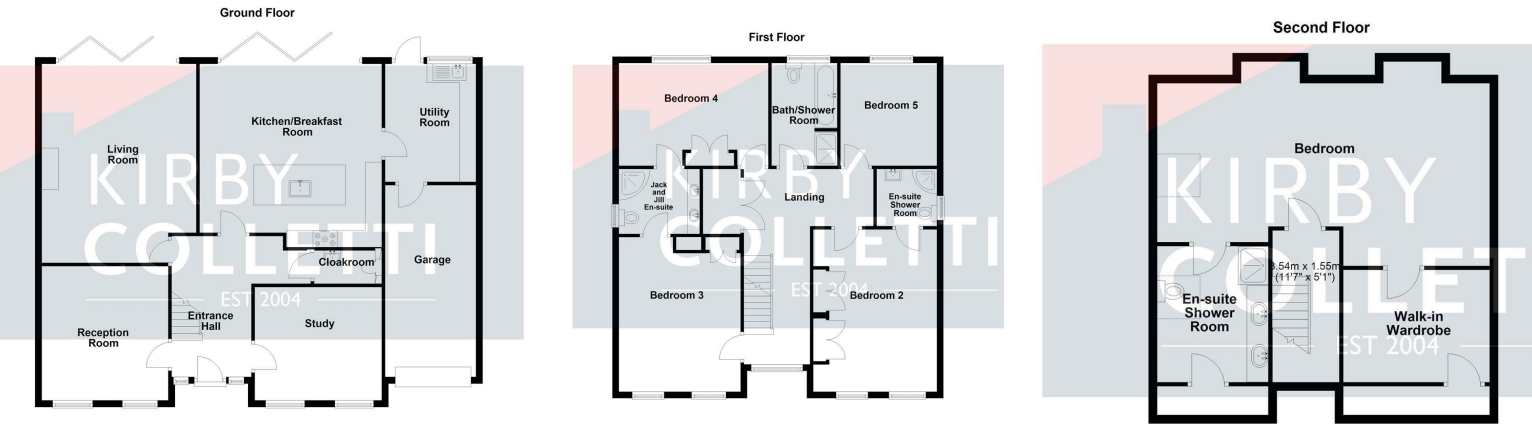 Ground Floor
Living
Room
Kitchen/Breakfast
Room
Utility
Room
Cloakroom
Garage
Reception
Room
Entrance
Hall
Study
KIRBY
COLLETTI
EST 2004
First Floor
Bedroom 4
Bath/Shower
Room
Bedroom 5
Jack
and
Jill
En-suite
Landing
En-suite
Shower
Room
Bedroom 3
Bedroom 2
KIRBY
COLLETTI
EST 2004
Second Floor
Bedroom
3.54m x 1.55m
(11'7" x 5'1")
En-suite
Shower
Room
Walk-in
Wardrobe
KIRBY
COLLET
EST 2004